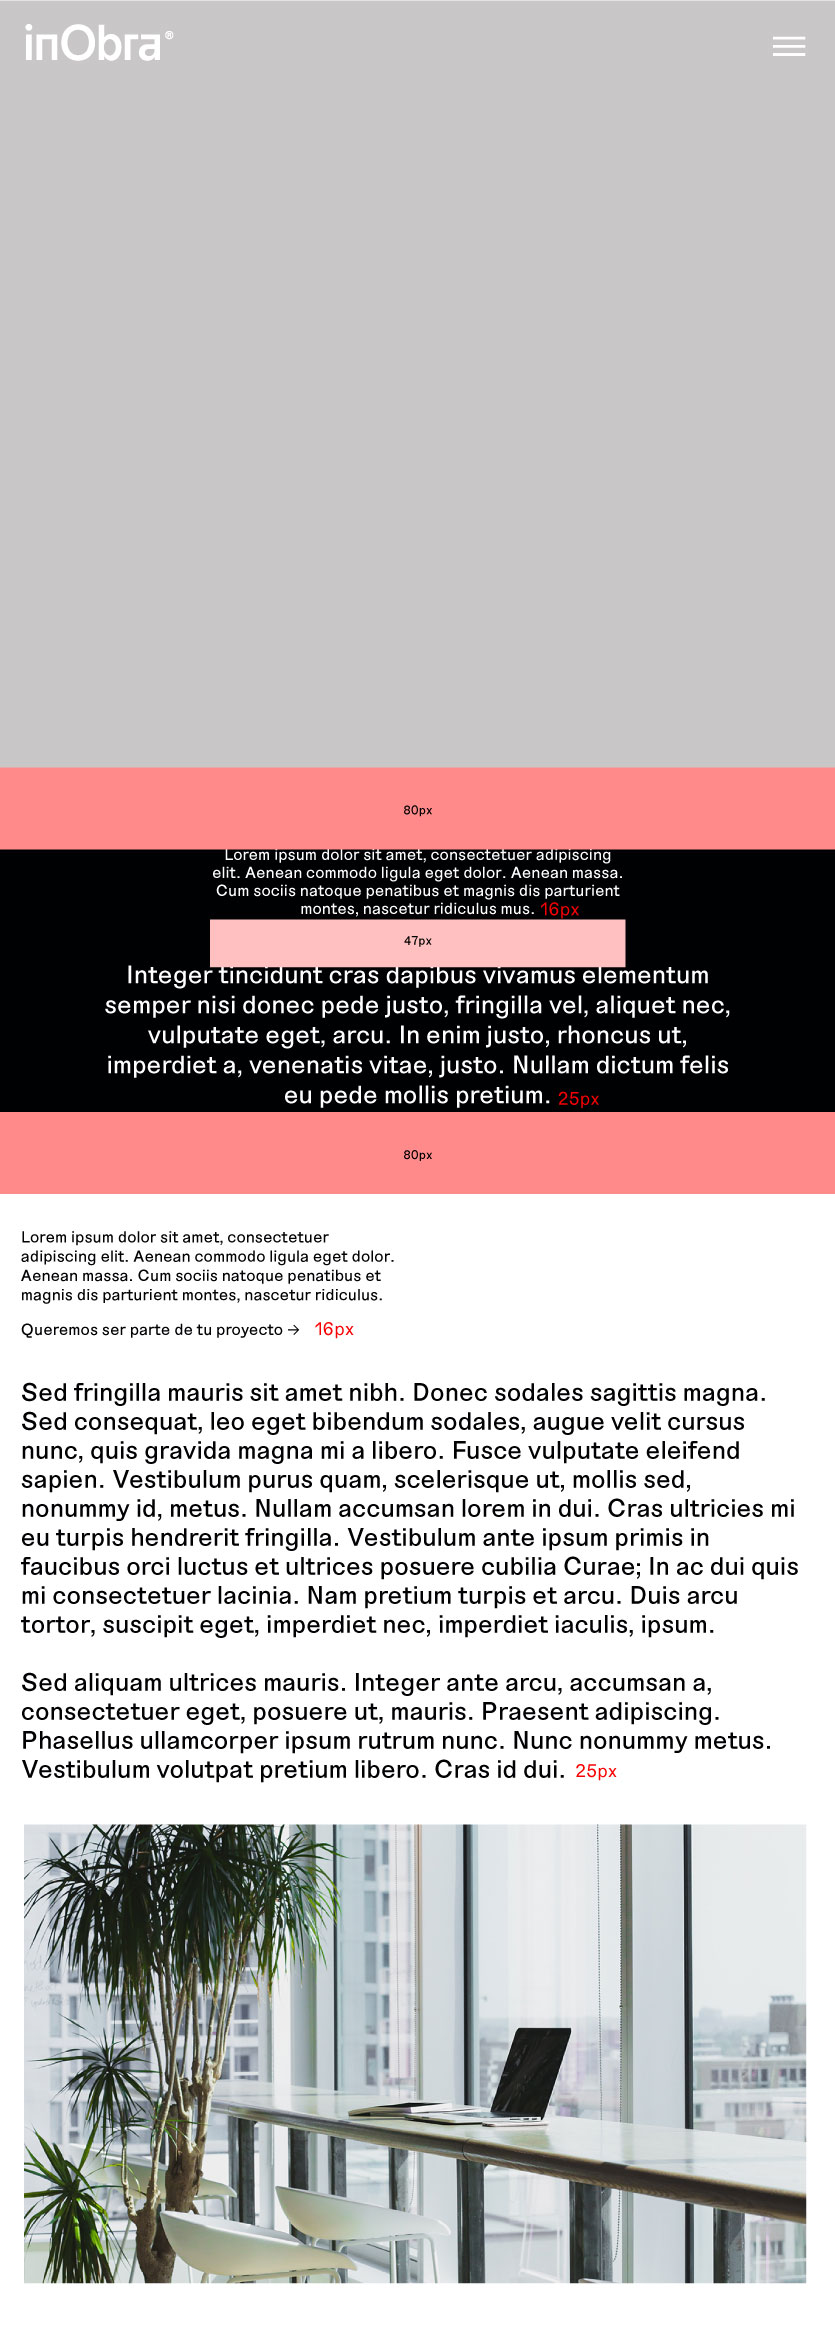 inObra®
80px
Lorem ipsum dolor sit amet, consectetuer adipiscing
elit. Aenean commodo ligula eget dolor. Aenean massa.
Cum sociis natoque penatibus et magnis dis parturient
montes, nascetur ridiculus mus. 16px
47px
Integer tincidunt cras dapibus vivamus elementum
semper nisi donec pede justo, fringilla vel, aliquet nec,
vulputate eget, arcu. In enim justo, rhoncus ut,
imperdiet a, venenatis vitae, justo. Nullam dictum felis
eu pede mollis pretium. 25px
80px
Lorem ipsum dolor sit amet, consectetuer
adipiscing elit. Aenean commodo ligula eget dolor.
Aenean massa. Cum sociis natoque penatibus et
magnis dis parturient montes, nascetur ridiculus.
Queremos ser parte de tu proyecto → 16px
Sed fringilla mauris sit amet nibh. Donec sodales sagittis magna.
Sed consequat, leo eget bibendum sodales, augue velit cursus
nunc, quis gravida magna mi a libero. Fusce vulputate eleifend
sapien. Vestibulum purus quam, scelerisque ut, mollis sed,
nonummy id, metus. Nullam accumsan lorem in dui. Cras ultricies mi
eu turpis hendrerit fringilla. Vestibulum ante ipsum primis in
faucibus orci luctus et ultrices posuere cubilia Curae; In ac dui quis
mi consectetuer lacinia. Nam pretium turpis et arcu. Duis arcu
tortor, suscipit eget, imperdiet nec, imperdiet iaculis, ipsum.
Sed aliquam ultrices mauris. Integer ante arcu, accumsan a,
consectetuer eget, posuere ut, mauris. Praesent adipiscing.
Phasellus ullamcorper ipsum rutrum nunc. Nunc nonummy metus.
Vestibulum volutpat pretium libero. Cras id dui. 25px